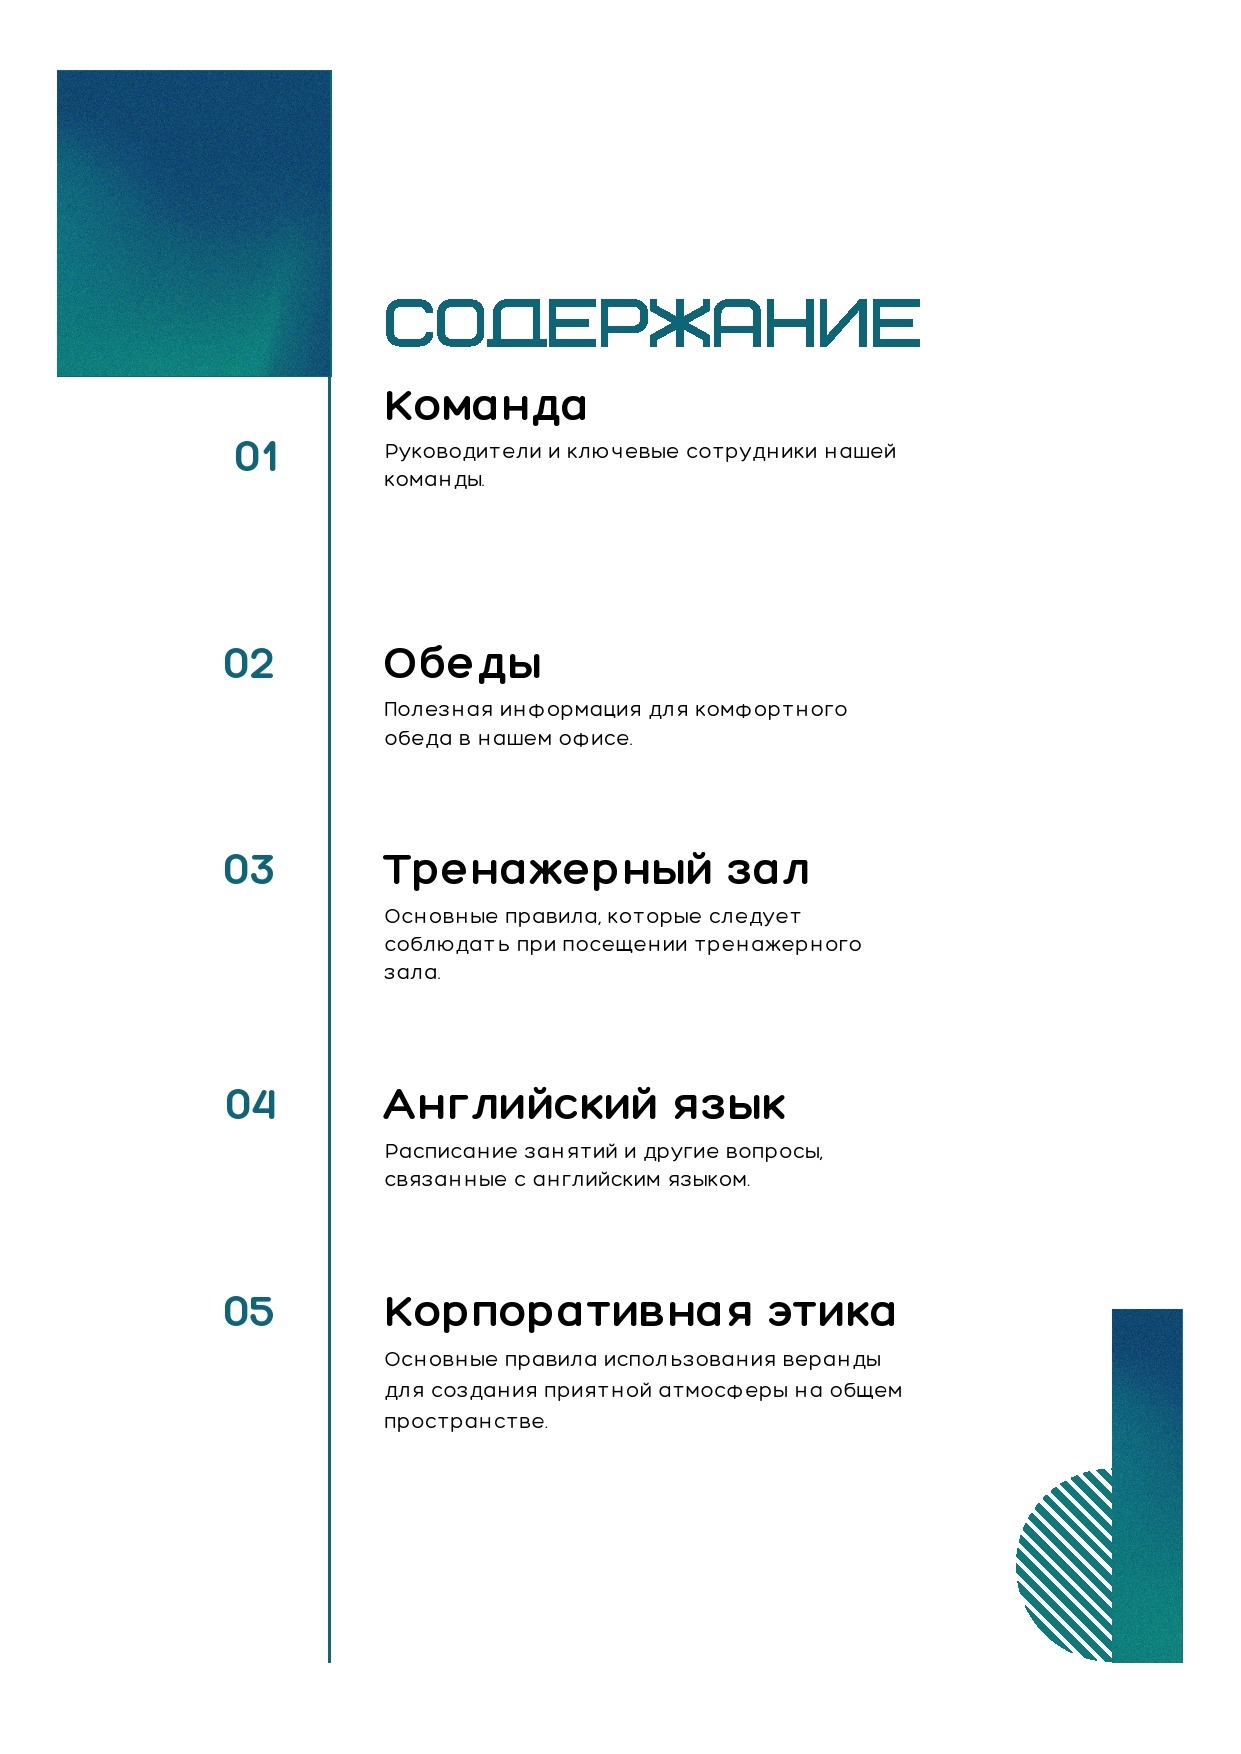 СОДЕРЖАНИЕ
Команда
01
Руководители и ключевые сотрудники нашей
команды.
02
Обеды
Полезная информация для комфортного
обеда в нашем офисе.
03
Тренажерный зал
Основные правила, которые следует
соблюдать при посещении тренажерного
зала.
04
Английский язык
Расписание занятий и другие вопросы,
связанные с английским языком.
05
Корпоративная этика
Основные правила использования веранды
для создания приятной атмосферы на общем
пространстве.